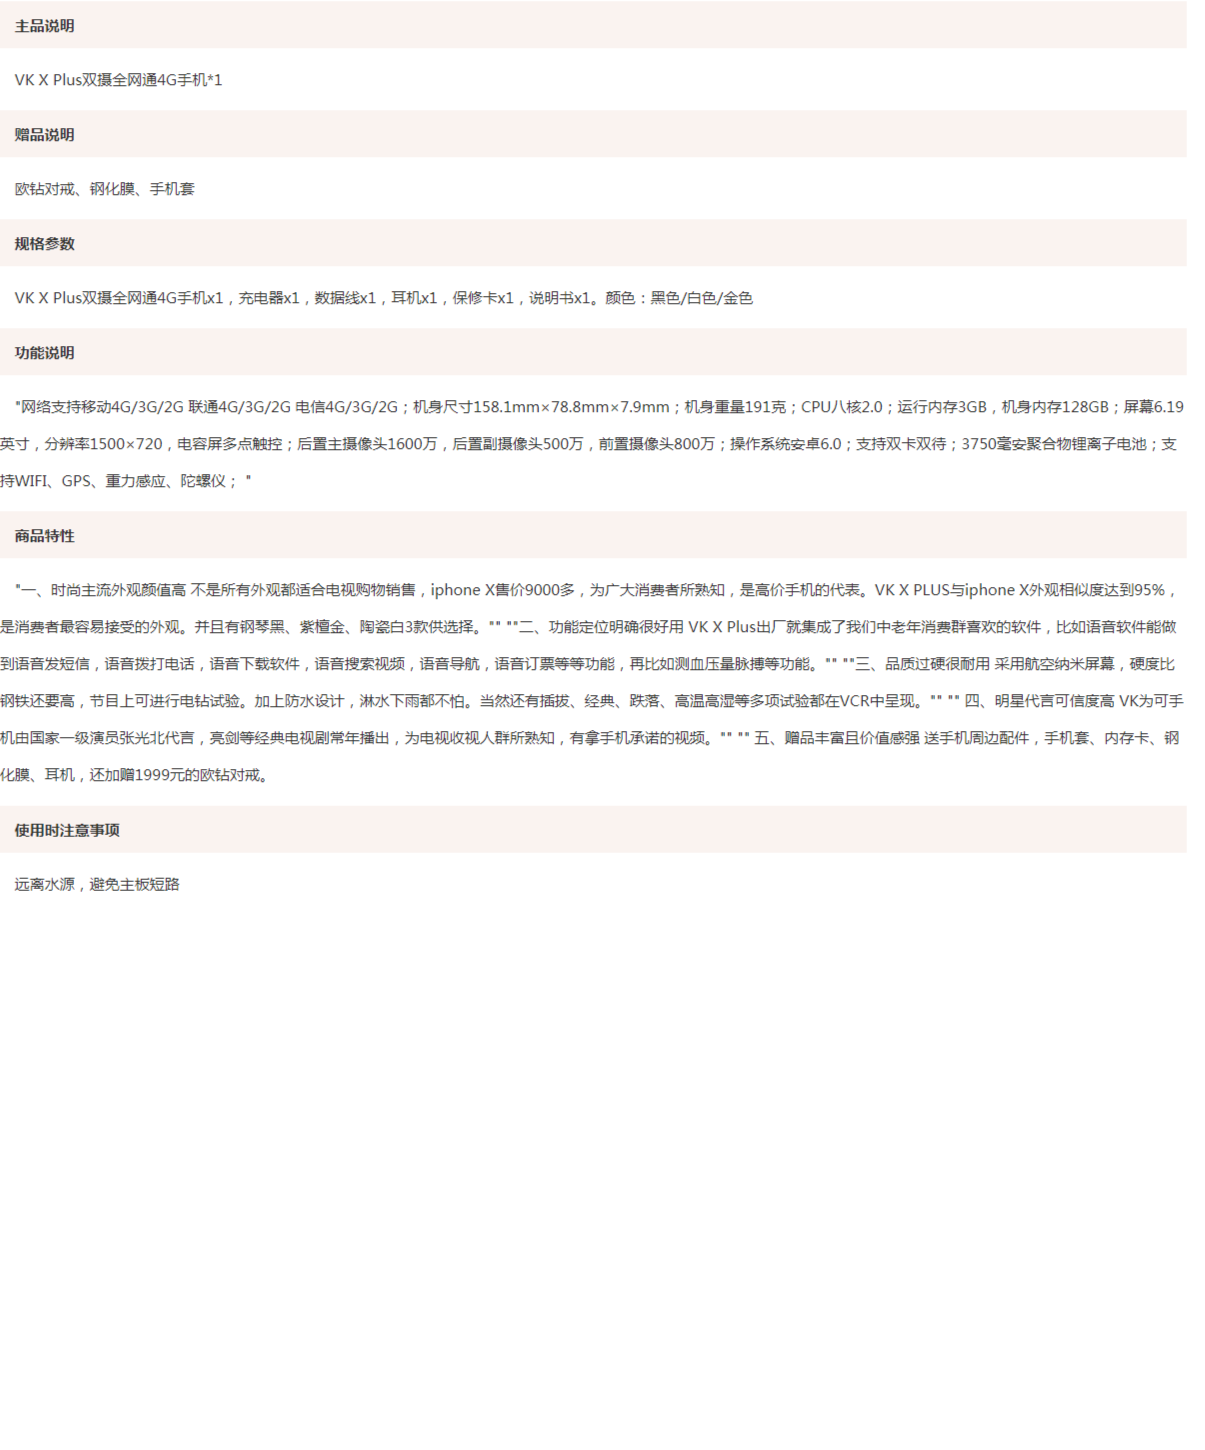 主品说明
VK X Plus双摄全网通4G手机*1
赠品说明
欧钻对戒、钢化膜、手机套
规格参数
VK X Plus双摄全网通4G手机x1，充电器x1，数据线x1，耳机x1，保修卡x1，说明书x1。颜色：黑色/白色/金色
功能说明
"网络支持移动4G/3G/2G 联通4G/3G/2G 电信4G/3G/2G；机身尺寸158.1mm×78.8mm×7.9mm；机身重量191克；CPU八核2.0；运行内存3GB，机身内存128GB；屏幕6.19
英寸，分辨率1500×720，电容屏多点触控；后置主摄像头1600万，后置副摄像头500万，前置摄像头800万；操作系统安卓6.0；支持双卡双待；3750毫安聚合物锂离子电池；支
持WIFI、GPS、重力感应、陀螺仪； "
商品特性
"一、时尚主流外观颜值高 不是所有外观都适合电视购物销售，iphone X售价9000多，为广大消费者所熟知，是高价手机的代表。VK X PLUS与iphone X外观相似度达到95%，
是消费者最容易接受的外观。并且有钢琴黑、紫檀金、陶瓷白3款供选择。"" ""二、功能定位明确很好用 VK X Plus出厂就集成了我们中老年消费群喜欢的软件，比如语音软件能做
到语音发短信，语音拨打电话，语音下载软件，语音搜索视频，语音导航，语音订票等等功能，再比如测血压量脉搏等功能。"" ""三、品质过硬很耐用 采用航空纳米屏幕，硬度比
钢铁还要高，节目上可进行电钻试验。加上防水设计，淋水下雨都不怕。当然还有插拔、经典、跌落、高温高湿等多项试验都在VCR中呈现。"" "" 四、明星代言可信度高 VK为可手
机由国家一级演员张光北代言，亮剑等经典电视剧常年播出，为电视收视人群所熟知，有拿手机承诺的视频。"" "" 五、赠品丰富且价值感强 送手机周边配件，手机套、内存卡、钢
化膜、耳机，还加赠1999元的欧钻对戒。
使用时注意事项
远离水源，避免主板短路